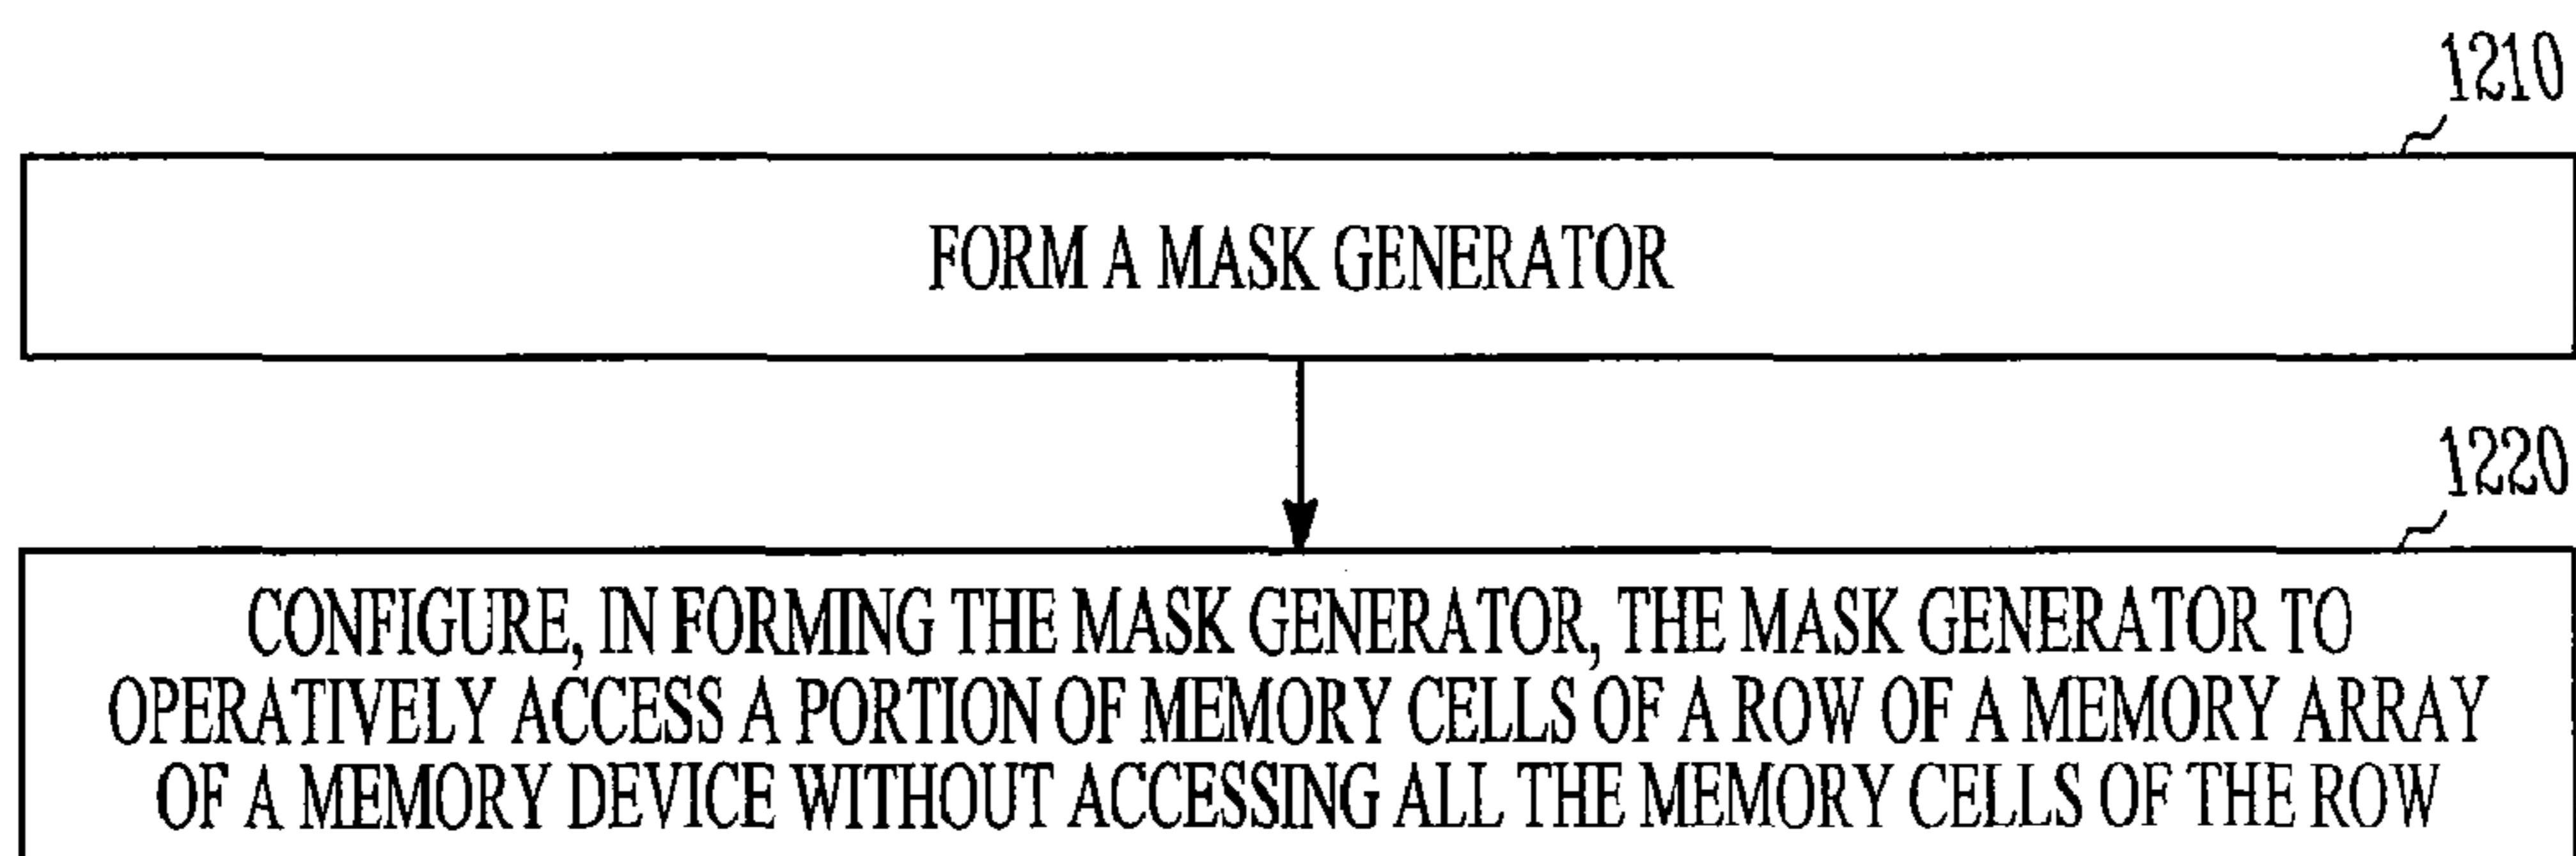 1210
FORM A MASK GENERATOR
1220
CONFIGURE, IN FORMING THE MASK GENERATOR, THE MASK GENERATOR TO
OPERATIVELY ACCESS A PORTION OF MEMORY CELLS OF A ROW OF A MEMORY ARRAY
OF A MEMORY DEVICE WITHOUT ACCESSING ALL THE MEMORY CELLS OF THE ROW